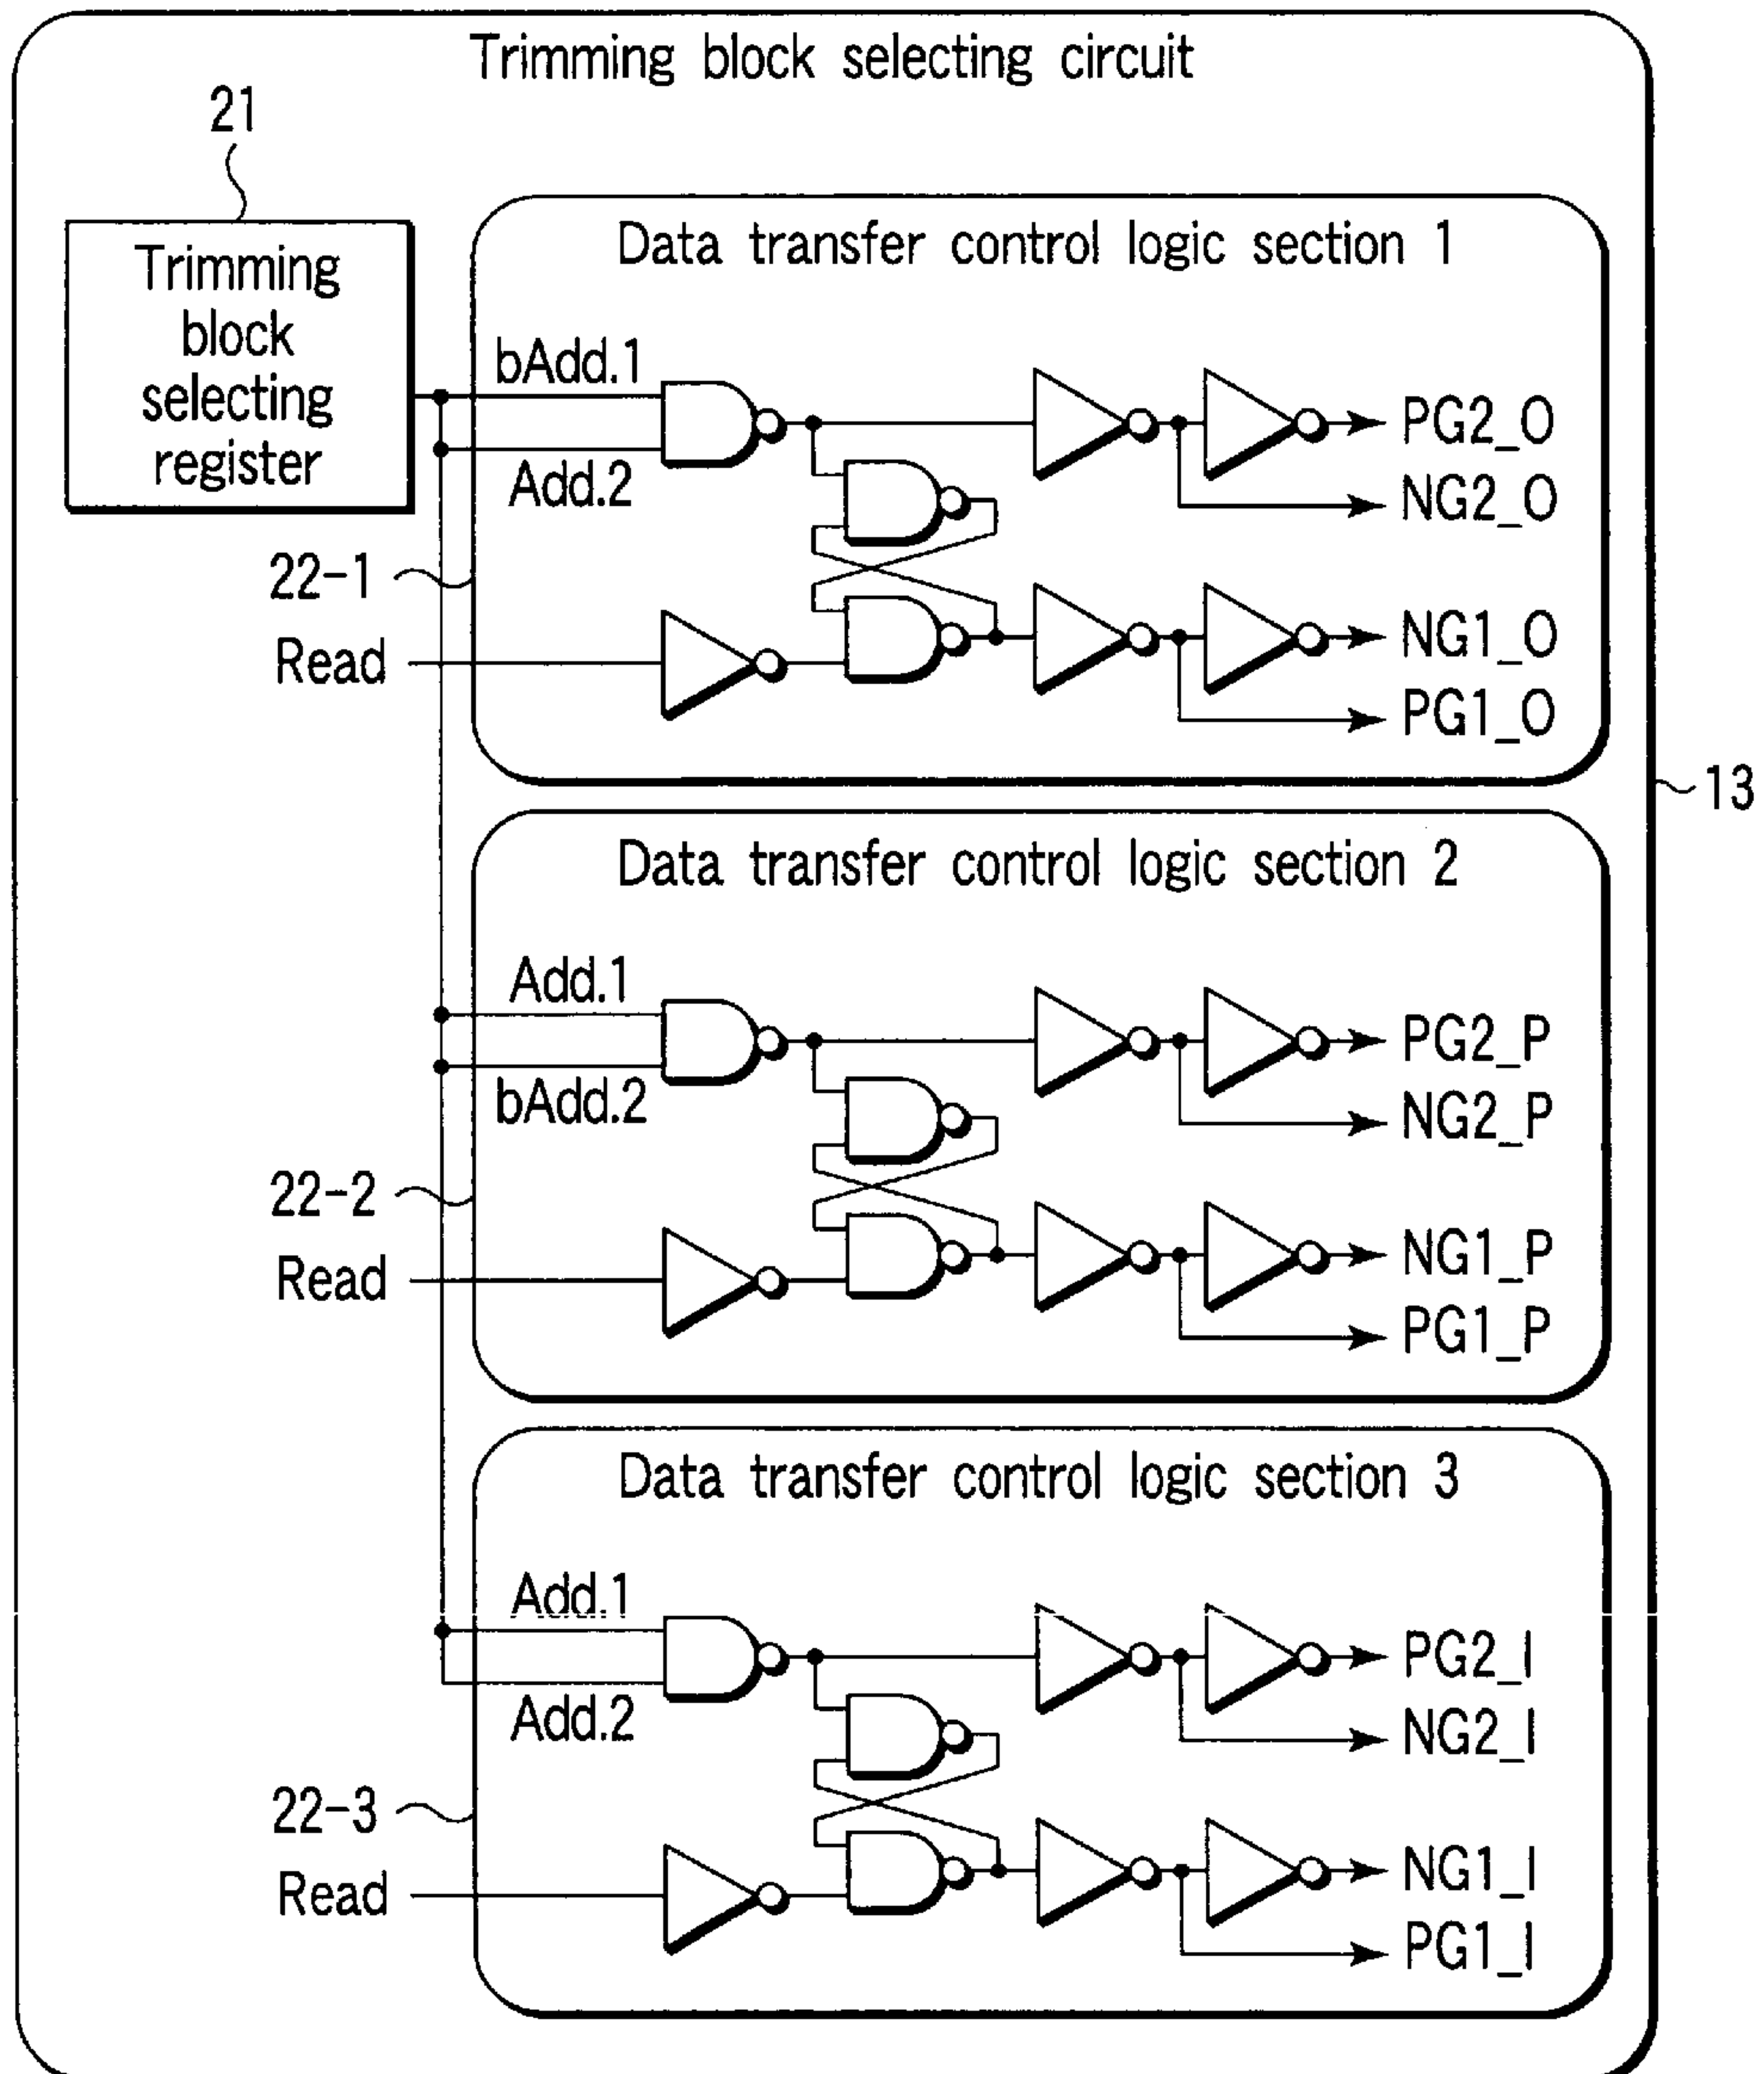 Trimming block selecting circuit
21
Trimming
block
selecting
register
Data transfer control logic section 1
bAdd.1
Add.2
22-1
Read
PG2_O
NG2_O
NG1_O
PG1_O
13
Data transfer control logic section 2
Add.1
bAdd.2
22-2
Read
PG2_P
NG2_P
NG1_P
PG1_P
Data transfer control logic section 3
Add.1
Add.2
22-3
Read
PG2_I
NG2_I
NG1_I
PG1_I